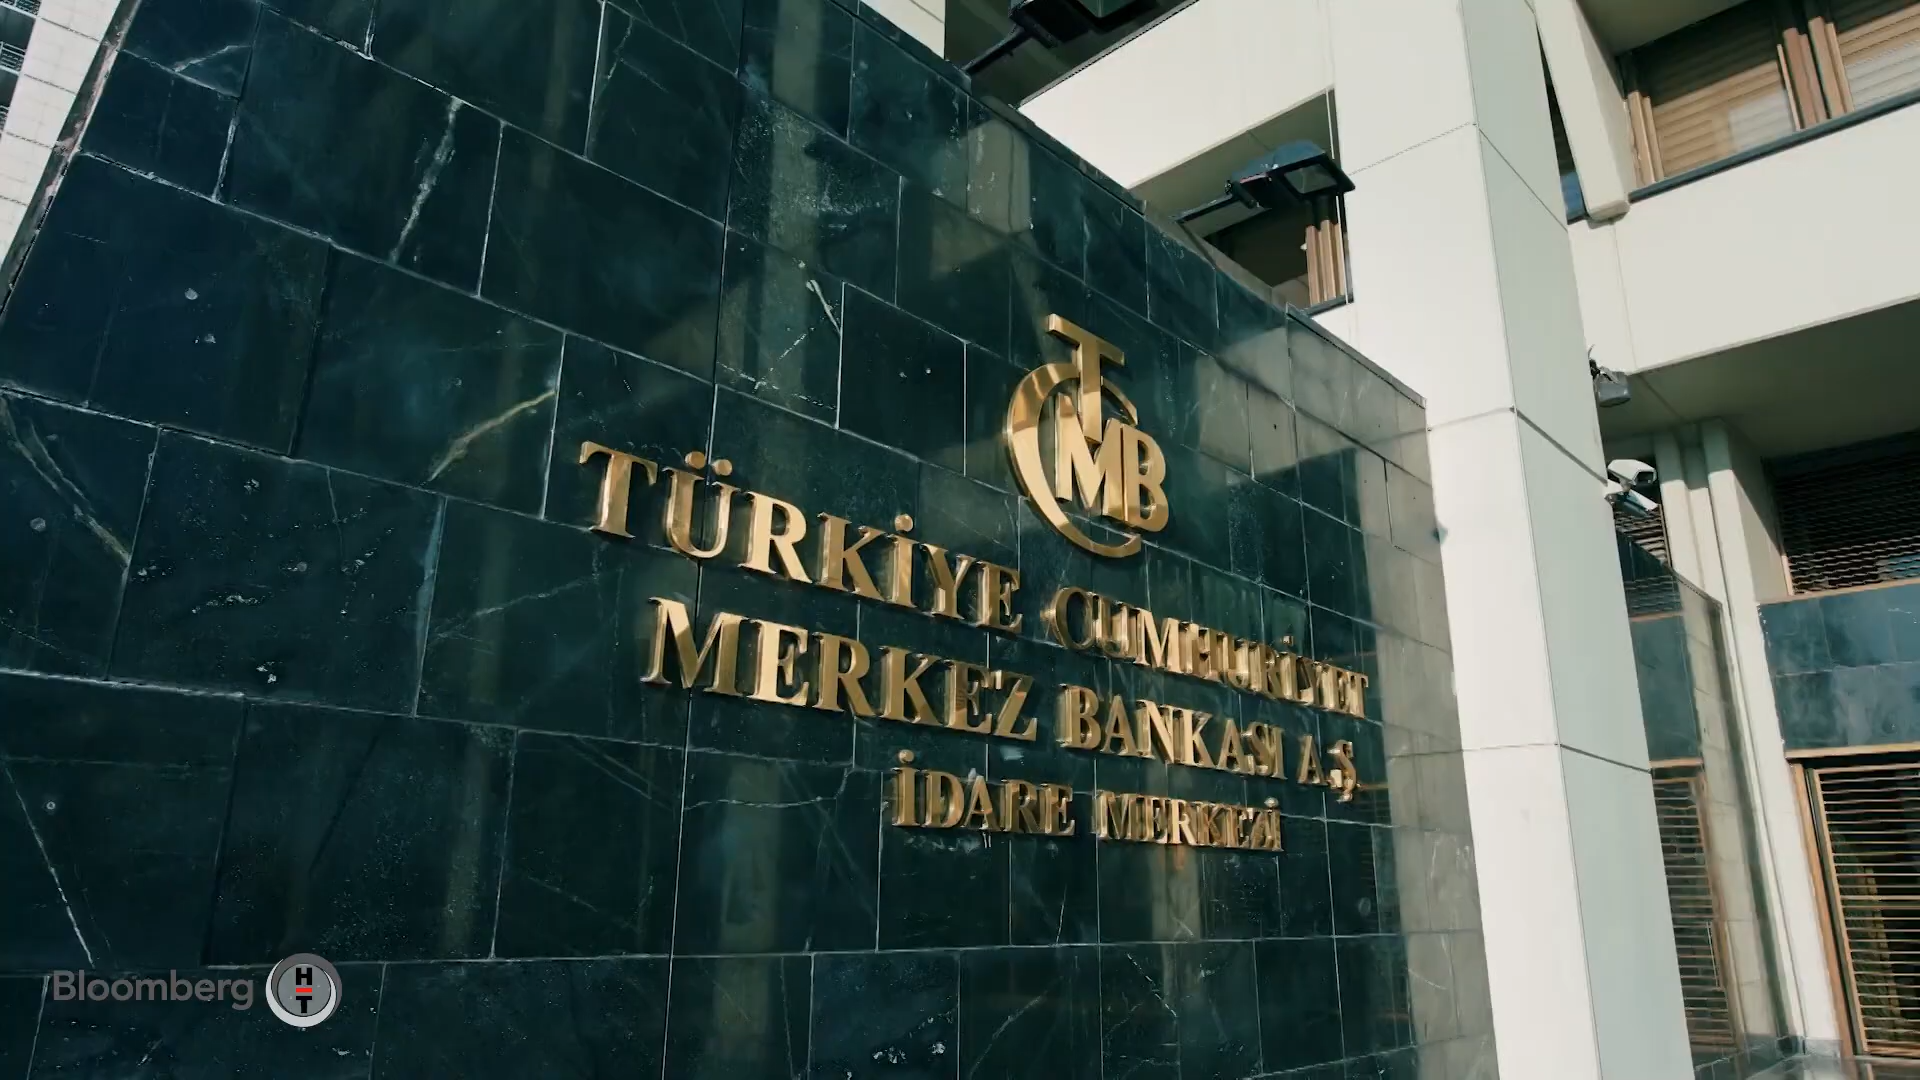 TCMB
TÜRKİYE CUMHURİYET
MERKEZ BANKASI A.Ş.
İDARE MERKEZİ
Bloomberg HT